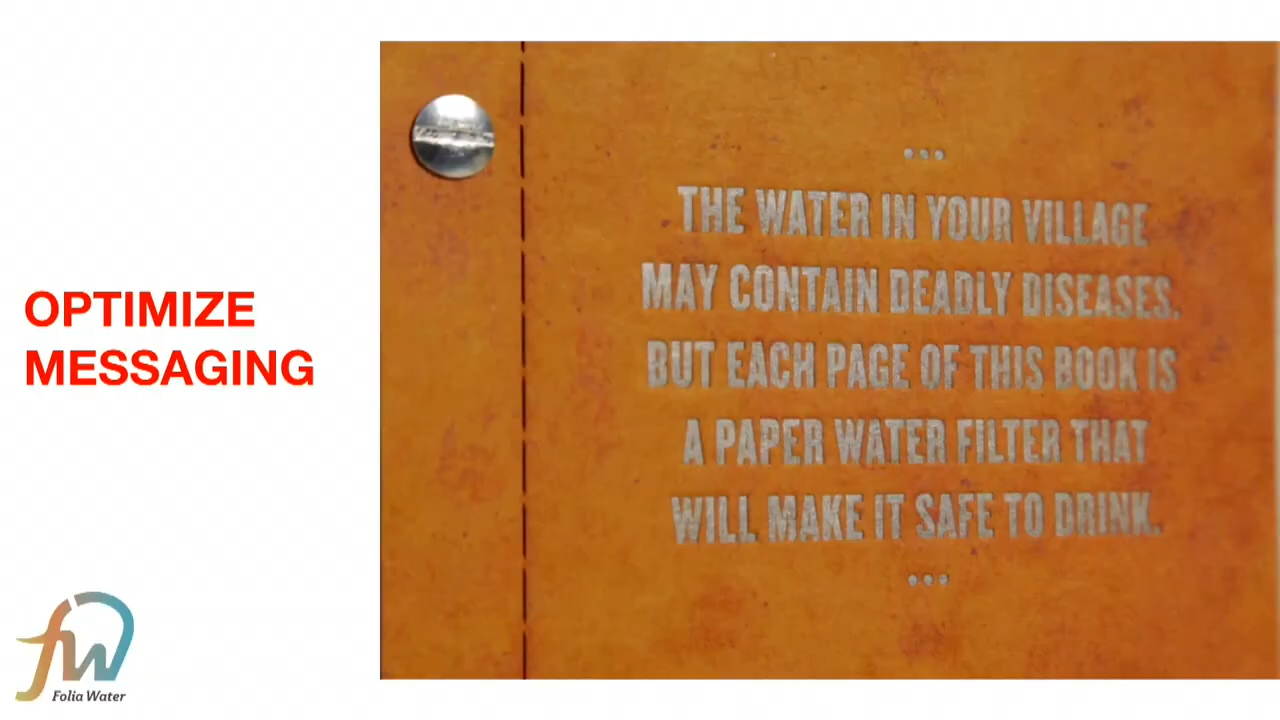 OPTIMIZE
MESSAGING
•••
THE WATER IN YOUR VILLAGE
MAY CONTAIN DEADLY DISEASES.
BUT EACH PAGE OF THIS BOOK IS
A PAPER WATER FILTER THAT
WILL MAKE IT SAFE TO DRINK.
•••
fw
Folia Water